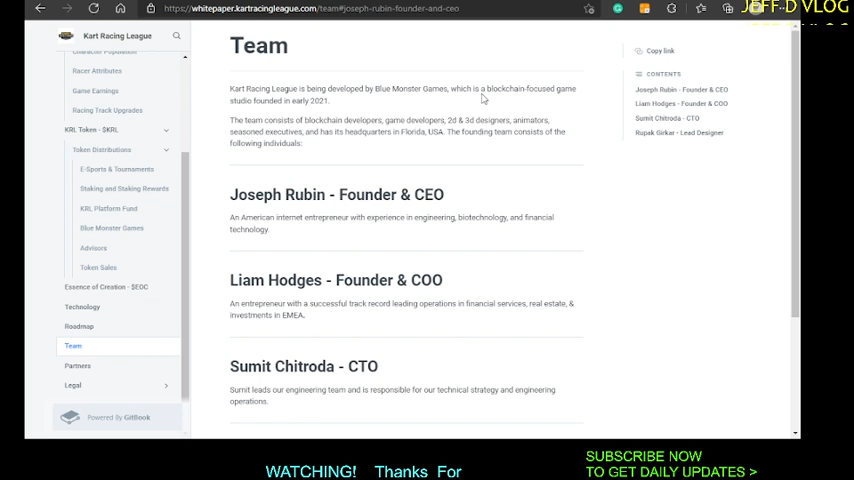 https://whitepaper.kartracingleague.com/team#joseph-rubin-founder-and-ceo
JEFF D VLOG
Kart Racing League
Character Population
Racer Attributes
Game Earnings
Racing Track Upgrades
KRL Token - $KRL
Token Distributions
E-Sports & Tournaments
Staking and Staking Rewards
KRL Platform Fund
Blue Monster Games
Advisors
Token Sales
Essence of Creation - $EOC
Technology
Roadmap
Team
Partners
Legal
Powered By GitBook
Team
Kart Racing League is being developed by Blue Monster Games, which is a blockchain-focused game
studio founded in early 2021.
The team consists of blockchain developers, game developers, 2d & 3d designers, animators,
seasoned executives, and has its headquarters in Florida, USA. The founding team consists of the
following individuals:
Joseph Rubin - Founder & CEO
An American internet entrepreneur with experience in engineering, biotechnology, and financial
technology.
Liam Hodges - Founder & COO
An entrepreneur with a successful track record leading operations in financial services, real estate, &
investments in EMEA.
Sumit Chitroda - CTO
Sumit leads our engineering team and is responsible for our technical strategy and engineering
operations.
Copy link
CONTENTS
Joseph Rubin - Founder & CEO
Liam Hodges - Founder & COO
Sumit Chitroda - CTO
Rupak Girkar - Lead Designer
WATCHING! Thanks For
SUBSCRIBE NOW
TO GET DAILY UPDATES >